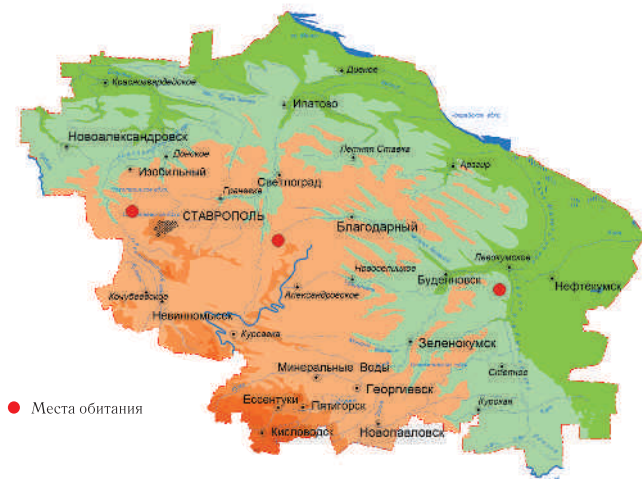 Дивное
Красногвардейское
Ипатово
Новоалександровск
Донское
Летняя Ставка
Изобильный
Светлоград
Арзгир
Грачевка
СТАВРОПОЛЬ
Благодарный
Левокумское
Новоселицкое
Буденновск
Нефтекумск
Кочубеевское
Александровское
Невинномысск
Курсавка
Зеленокумск
Минеральные Воды
Степное
Георгиевск
Ессентуки
Пятигорск
Курская
Места обитания
Кисловодск
Новопавловск